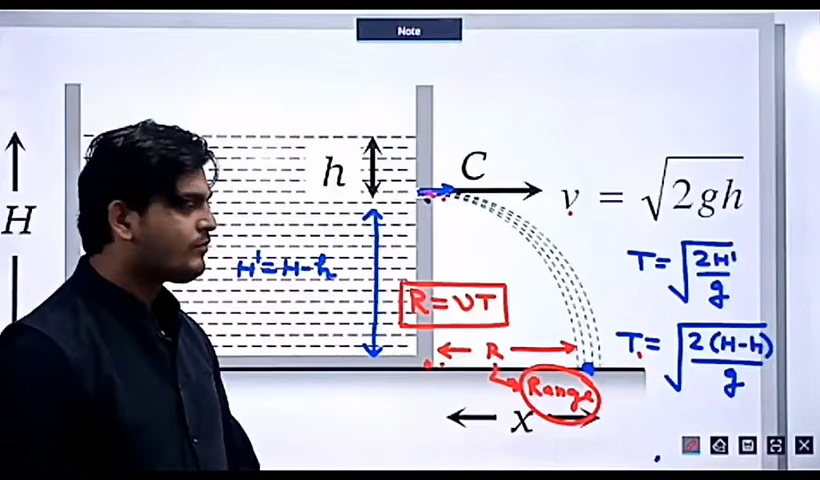 Note
h
C
v = √2gh
H
H' = H-h
T = √2H'/g
R = vT
T = √2(H-h)/g
R
Range
x